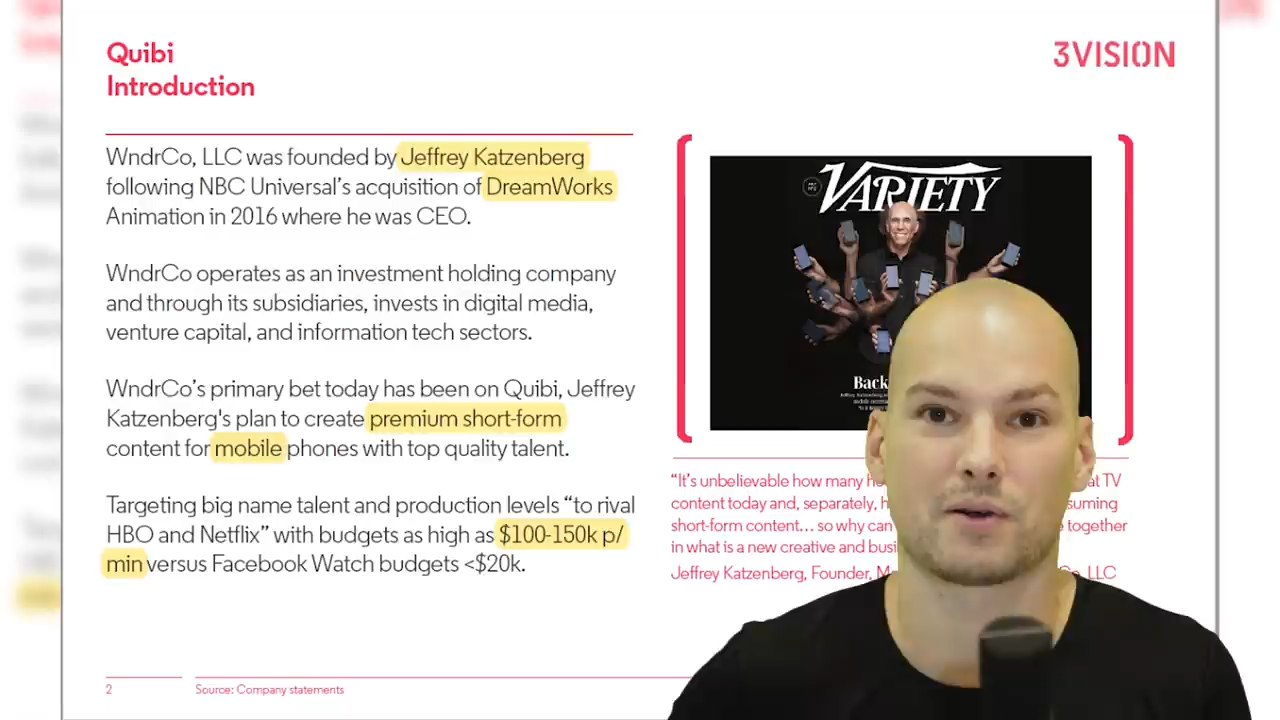 Quibi
Introduction
3VISION
WndrCo, LLC was founded by Jeffrey Katzenberg
following NBC Universal’s acquisition of DreamWorks
Animation in 2016 where he was CEO.
WndrCo operates as an investment holding company
and through its subsidiaries, invests in digital media,
venture capital, and information tech sectors.
WndrCo’s primary bet today has been on Quibi, Jeffrey
Katzenberg's plan to create premium short-form
content for mobile phones with top quality talent.
Targeting big name talent and production levels “to rival
HBO and Netflix” with budgets as high as $100-150k p/
min versus Facebook Watch budgets <$20k.
VARIETY
Back
“It’s unbelievable how many TV
content today and, separately,
short-form content… so why can together
in what is a new creative and
Jeffrey Katzenberg, Founder, LLC
2
Source: Company statements